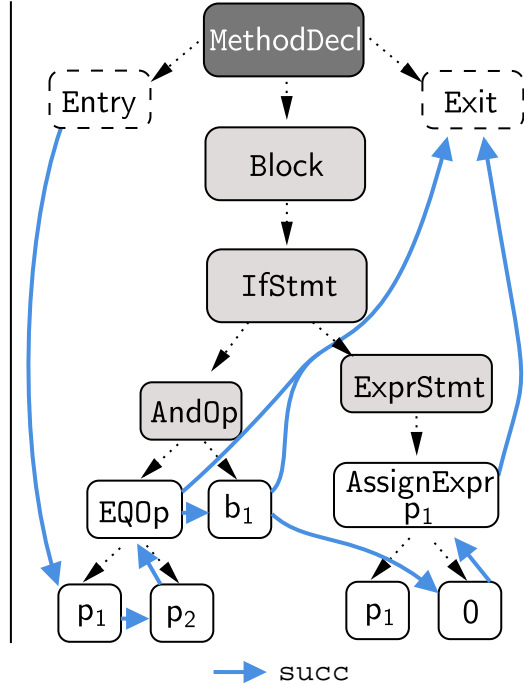 MethodDecl
Entry
Exit
Block
IfStmt
ExprStmt
AndOp
AssignExpr
p₁
EQOp
b₁
p₁
p₂
p₁
0
succ